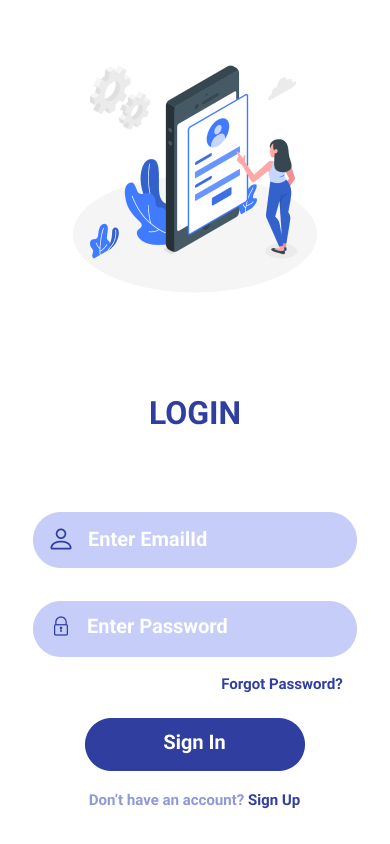 LOGIN
Enter EmailId
Enter Password
Forgot Password?
Sign In
Don’t have an account? Sign Up